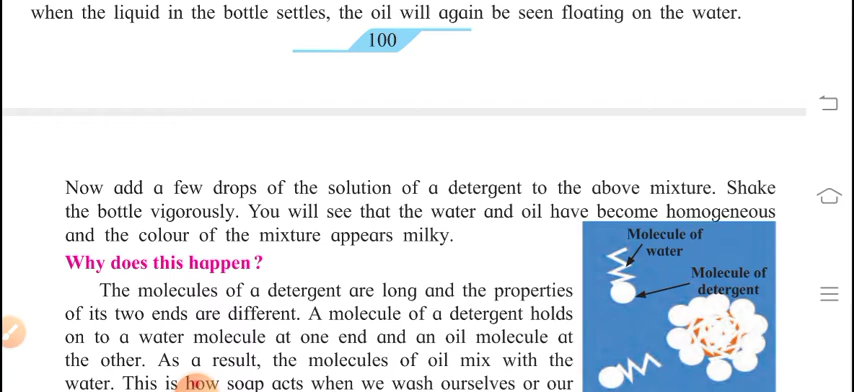 when the liquid in the bottle settles, the oil will again be seen floating on the water.
100
Now add a few drops of the solution of a detergent to the above mixture. Shake
the bottle vigorously. You will see that the water and oil have become homogeneous
and the colour of the mixture appears milky.
Why does this happen?
The molecules of a detergent are long and the properties
of its two ends are different. A molecule of a detergent holds
on to a water molecule at one end and an oil molecule at
the other. As a result, the molecules of oil mix with the
water. This is how soap acts when we wash ourselves or our
Molecule of
water
Molecule of
detergent